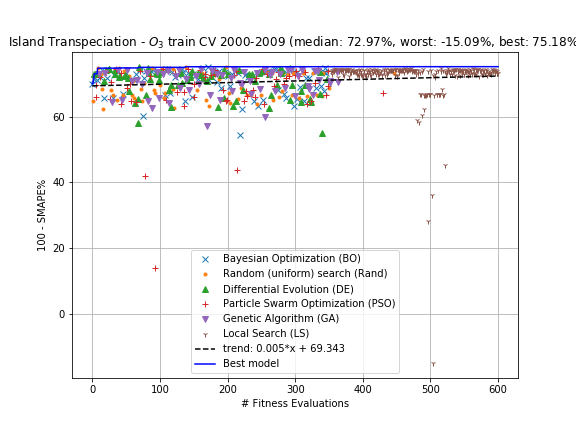 Island Transpeciation - O3 train CV 2000-2009 (median: 72.97%, worst: -15.09%, best: 75.18%
100 - SMAPE%
60
40
20
0
Bayesian Optimization (BO)
Random (uniform) search (Rand)
Differential Evolution (DE)
Particle Swarm Optimization (PSO)
Genetic Algorithm (GA)
Local Search (LS)
trend: 0.005*x + 69.343
Best model
0 100 200 300 400 500 600
# Fitness Evaluations